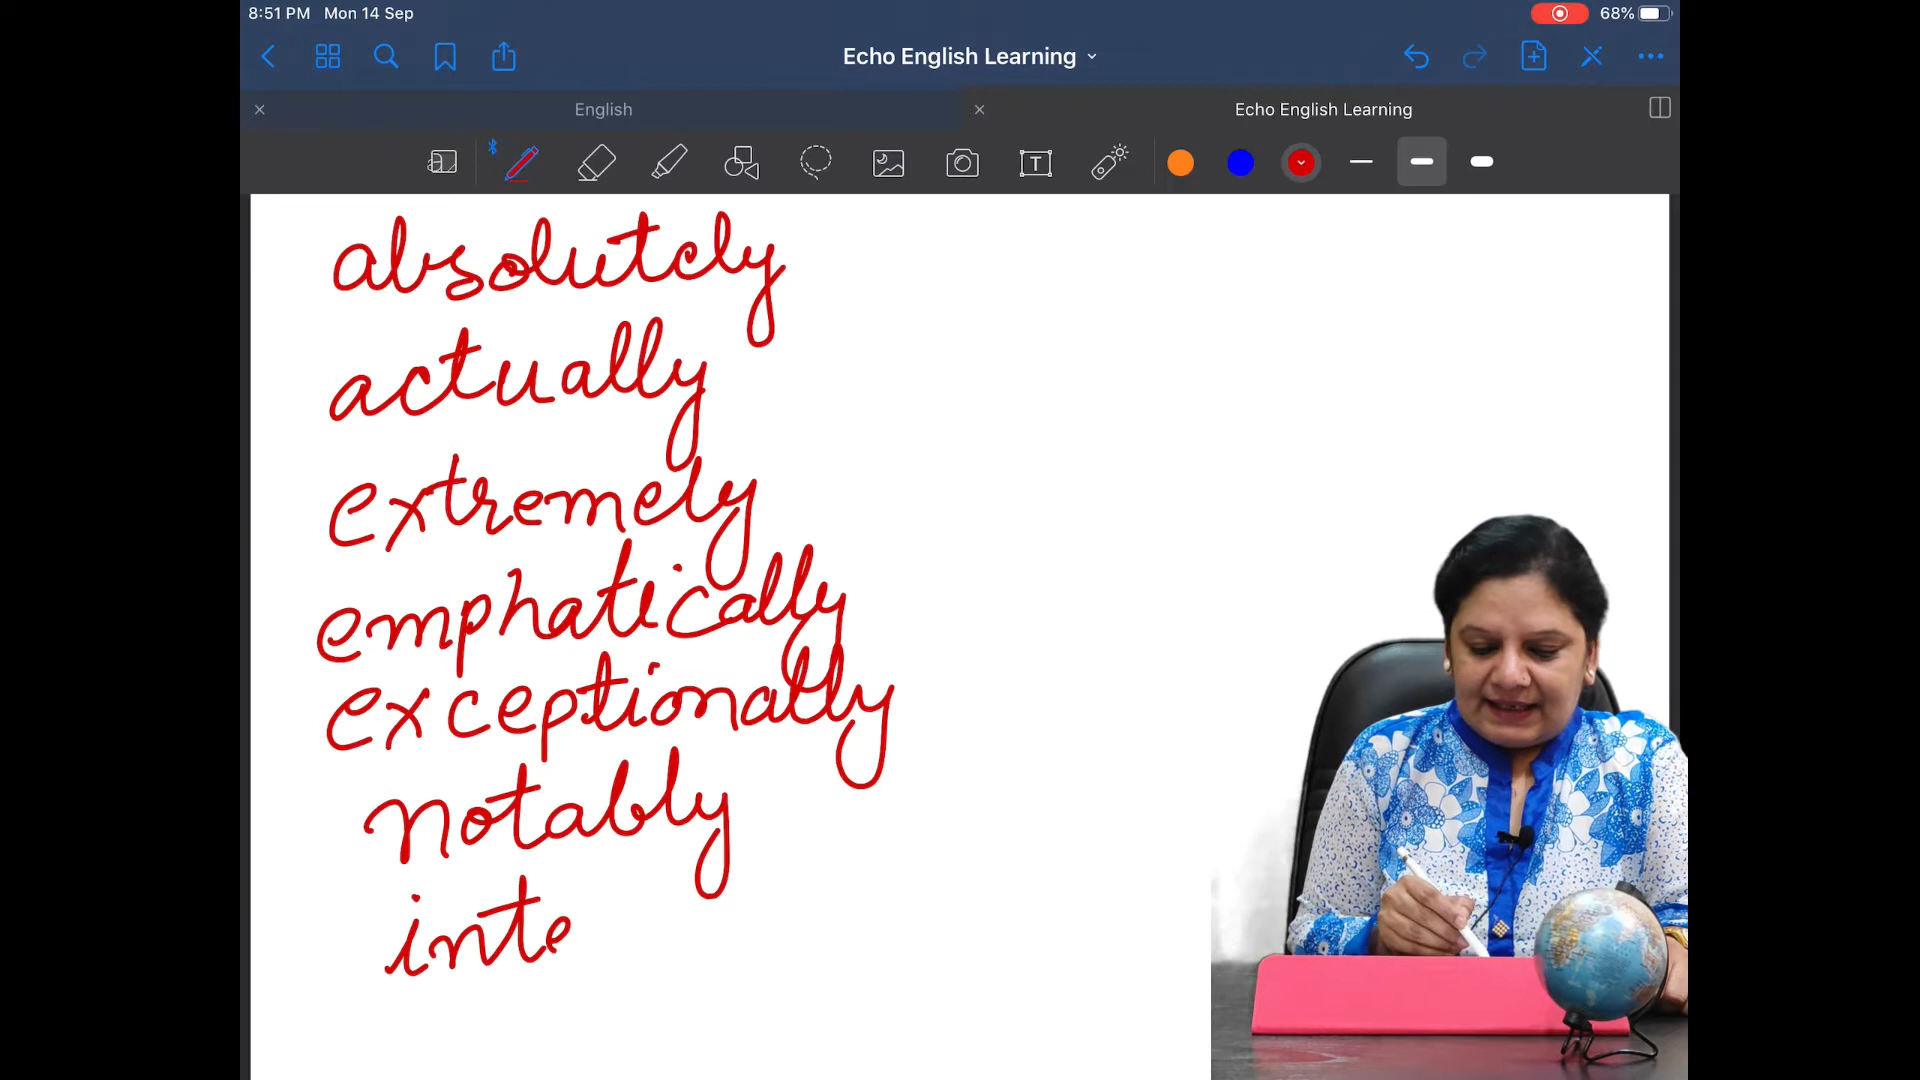 8:51 PM Mon 14 Sep 68%
Echo English Learning
English Echo English Learning
absolutely
actually
extremely
emphatically
exceptionally
notably
inte